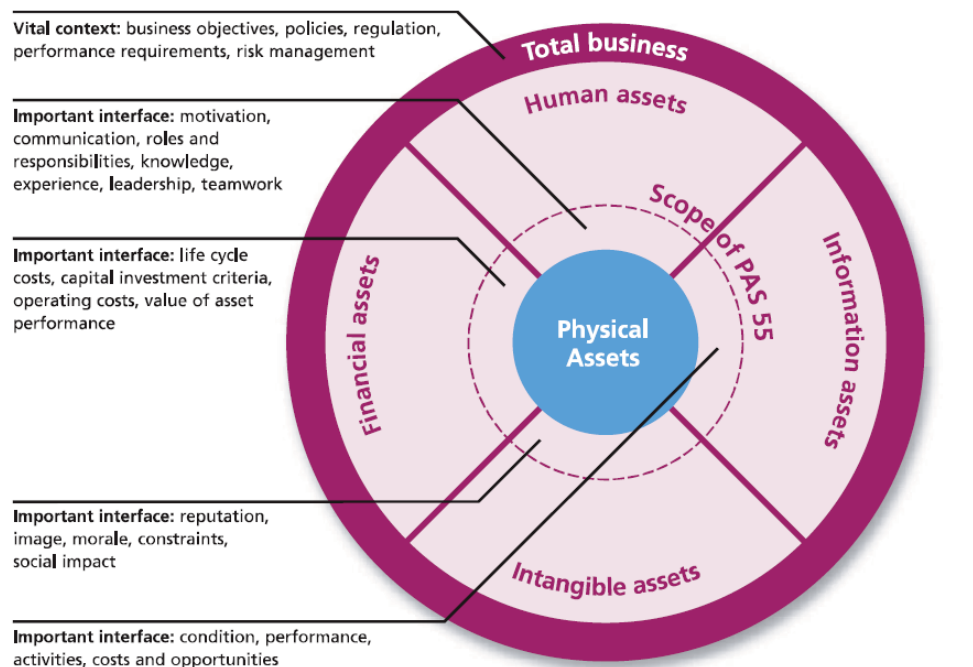 Vital context: business objectives, policies, regulation,
performance requirements, risk management
Important interface: motivation,
communication, roles and
responsibilities, knowledge,
experience, leadership, teamwork
Important interface: life cycle
costs, capital investment criteria,
operating costs, value of asset
performance
Important interface: reputation,
image, morale, constraints,
social impact
Important interface: condition, performance,
activities, costs and opportunities
Total business
Human assets
Scope of PAS 55
Financial assets
Physical
Assets
Information assets
Intangible assets